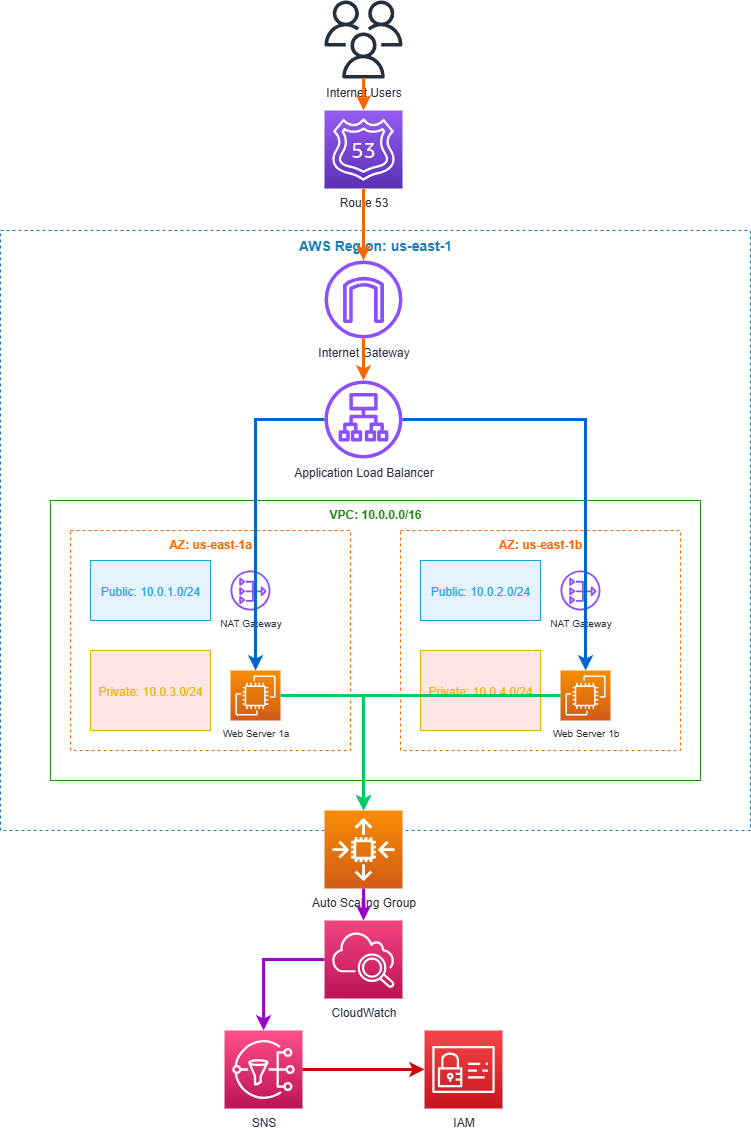 Internet Users
53
Route 53
AWS Region: us-east-1
Internet Gateway
Application Load Balancer
VPC: 10.0.0.0/16
AZ: us-east-1a
AZ: us-east-1b
Public: 10.0.1.0/24
Public: 10.0.2.0/24
NAT Gateway
NAT Gateway
Private: 10.0.3.0/24
Private: 10.0.4.0/24
Web Server 1a
Web Server 1b
Auto Scaling Group
CloudWatch
SNS
IAM